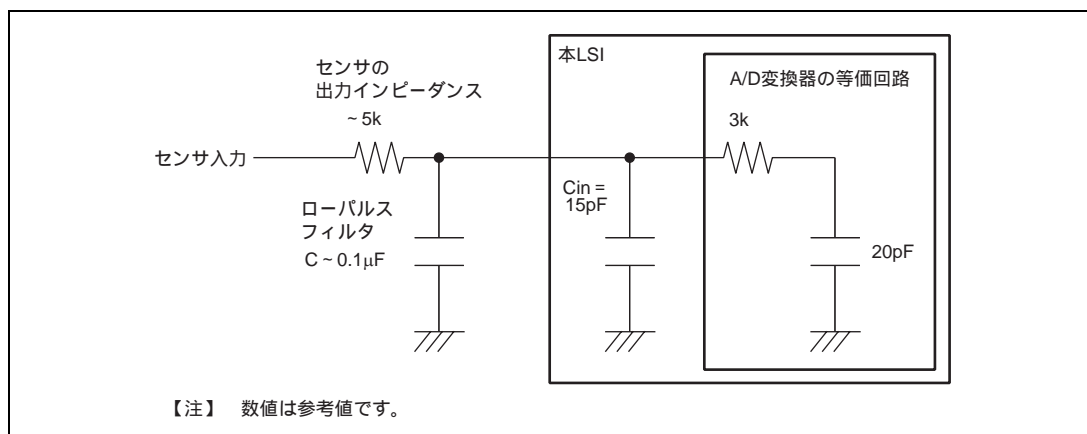 本LSI
センサの
出力インピーダンス
~5k
A/D変換器の等価回路
3k
センサ入力
Cin =
15pF
ローパルス
フィルタ
C~0.1μF
20pF
【注】 数値は参考値です。